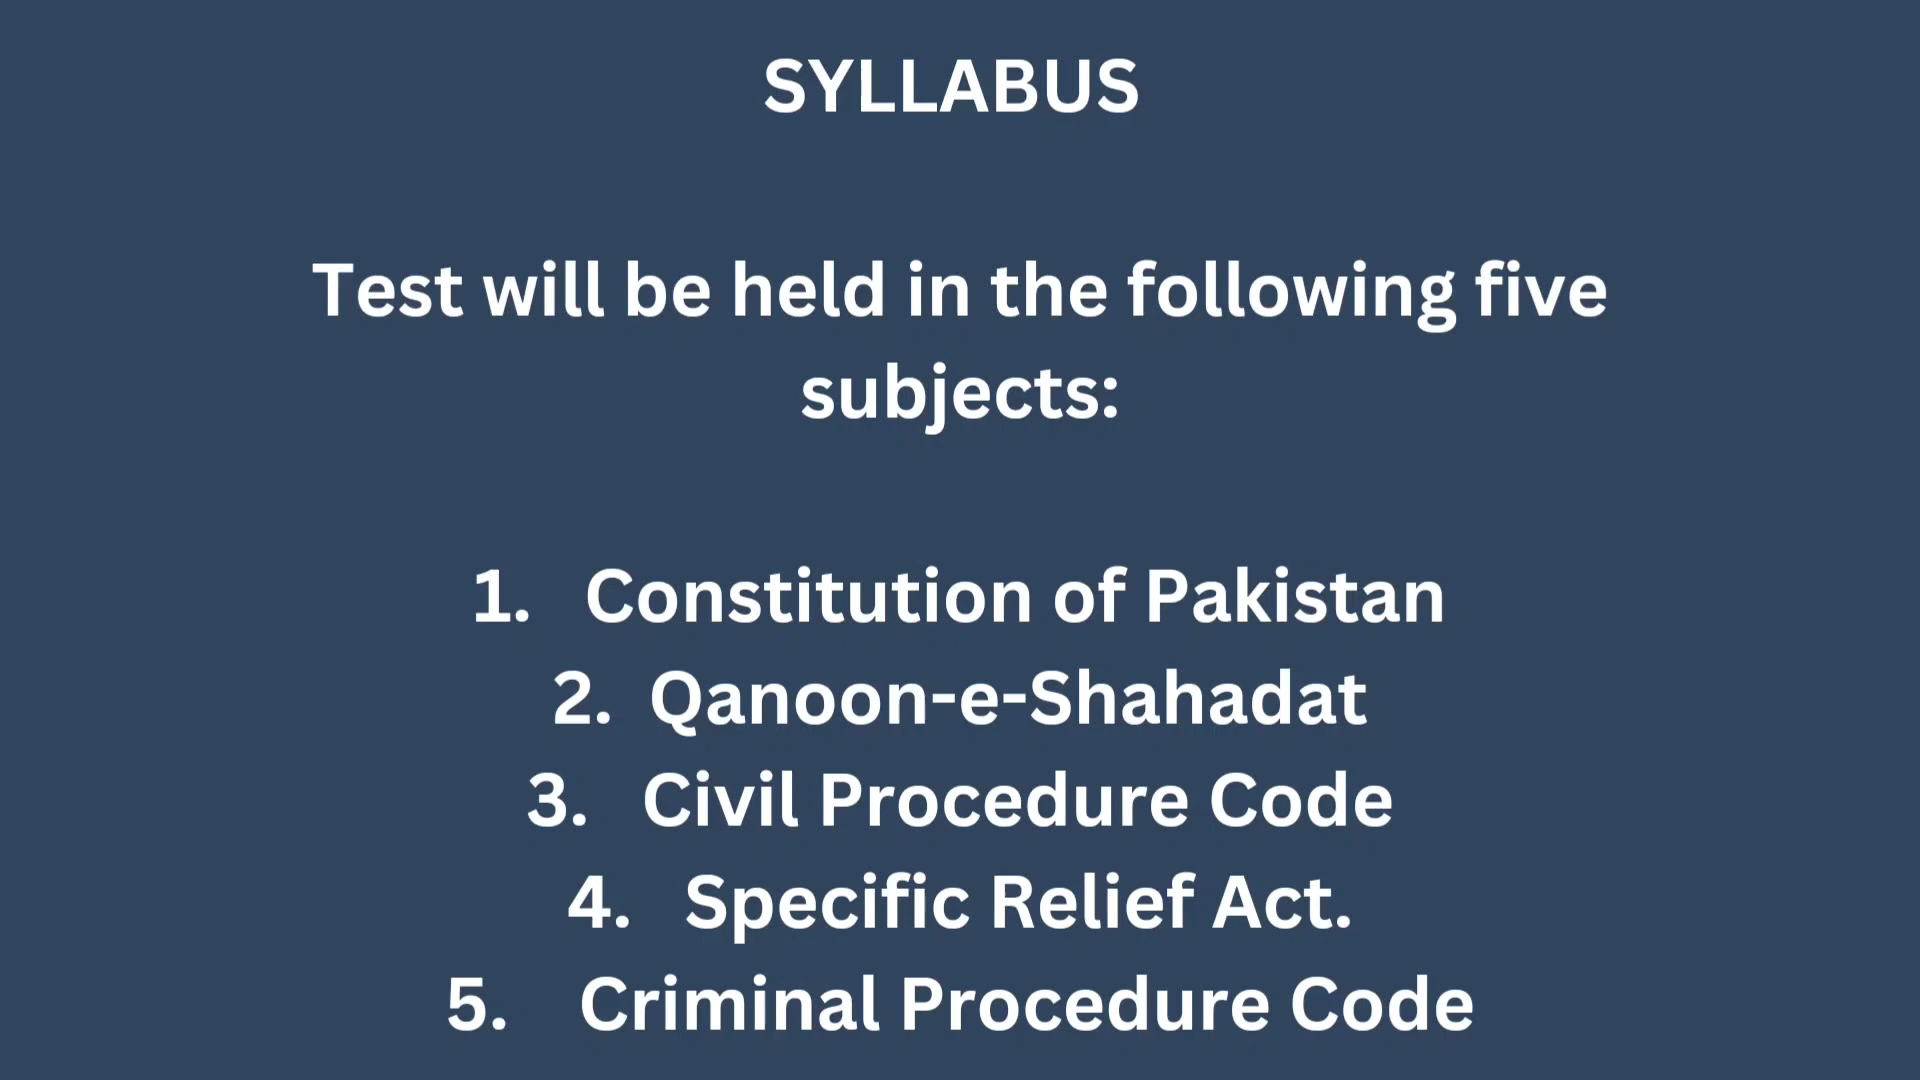 SYLLABUS
Test will be held in the following five
subjects:
1. Constitution of Pakistan
2. Qanoon-e-Shahadat
3. Civil Procedure Code
4. Specific Relief Act.
5. Criminal Procedure Code